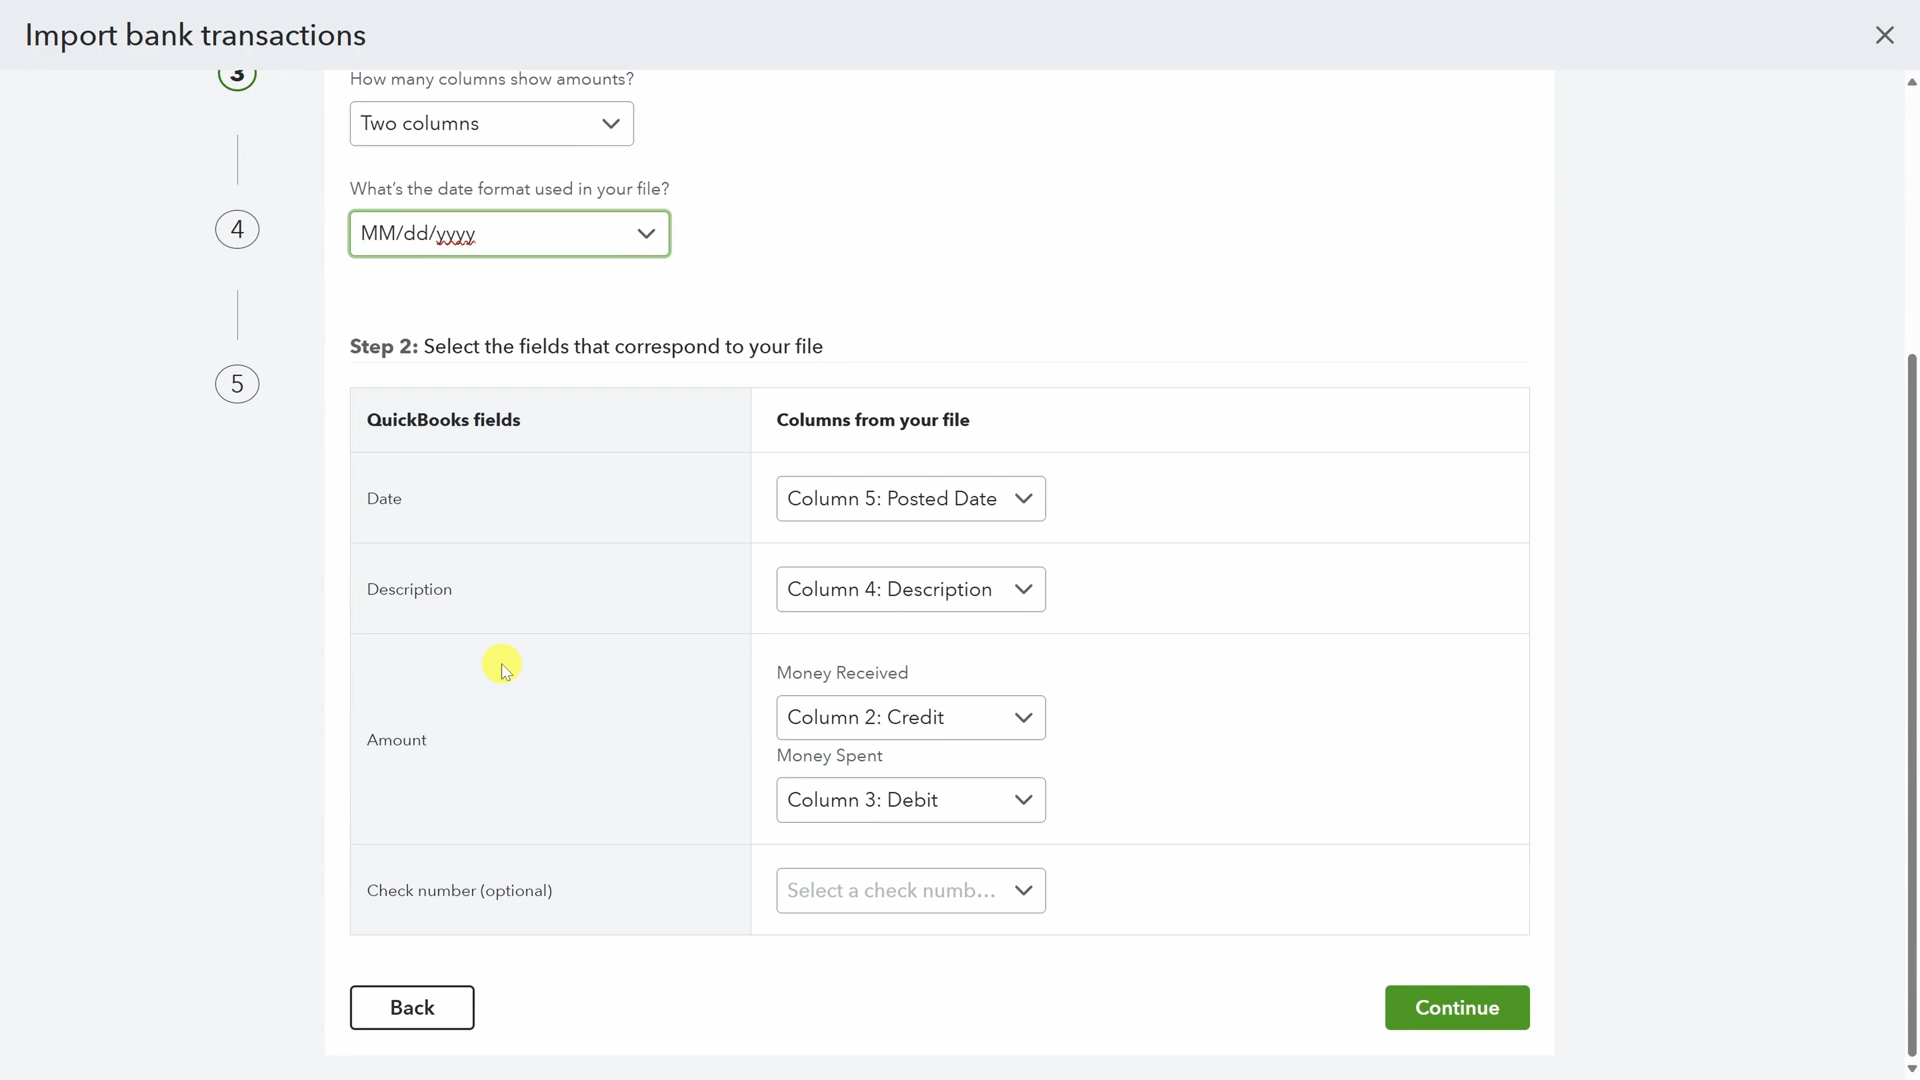 Import bank transactions
3
How many columns show amounts?
Two columns
What's the date format used in your file?
MM/dd/yyyy
4
Step 2: Select the fields that correspond to your file
5
QuickBooks fields
Columns from your file
Date
Column 5: Posted Date
Description
Column 4: Description
Amount
Money Received
Column 2: Credit
Money Spent
Column 3: Debit
Check number (optional)
Select a check numb...
Back
Continue